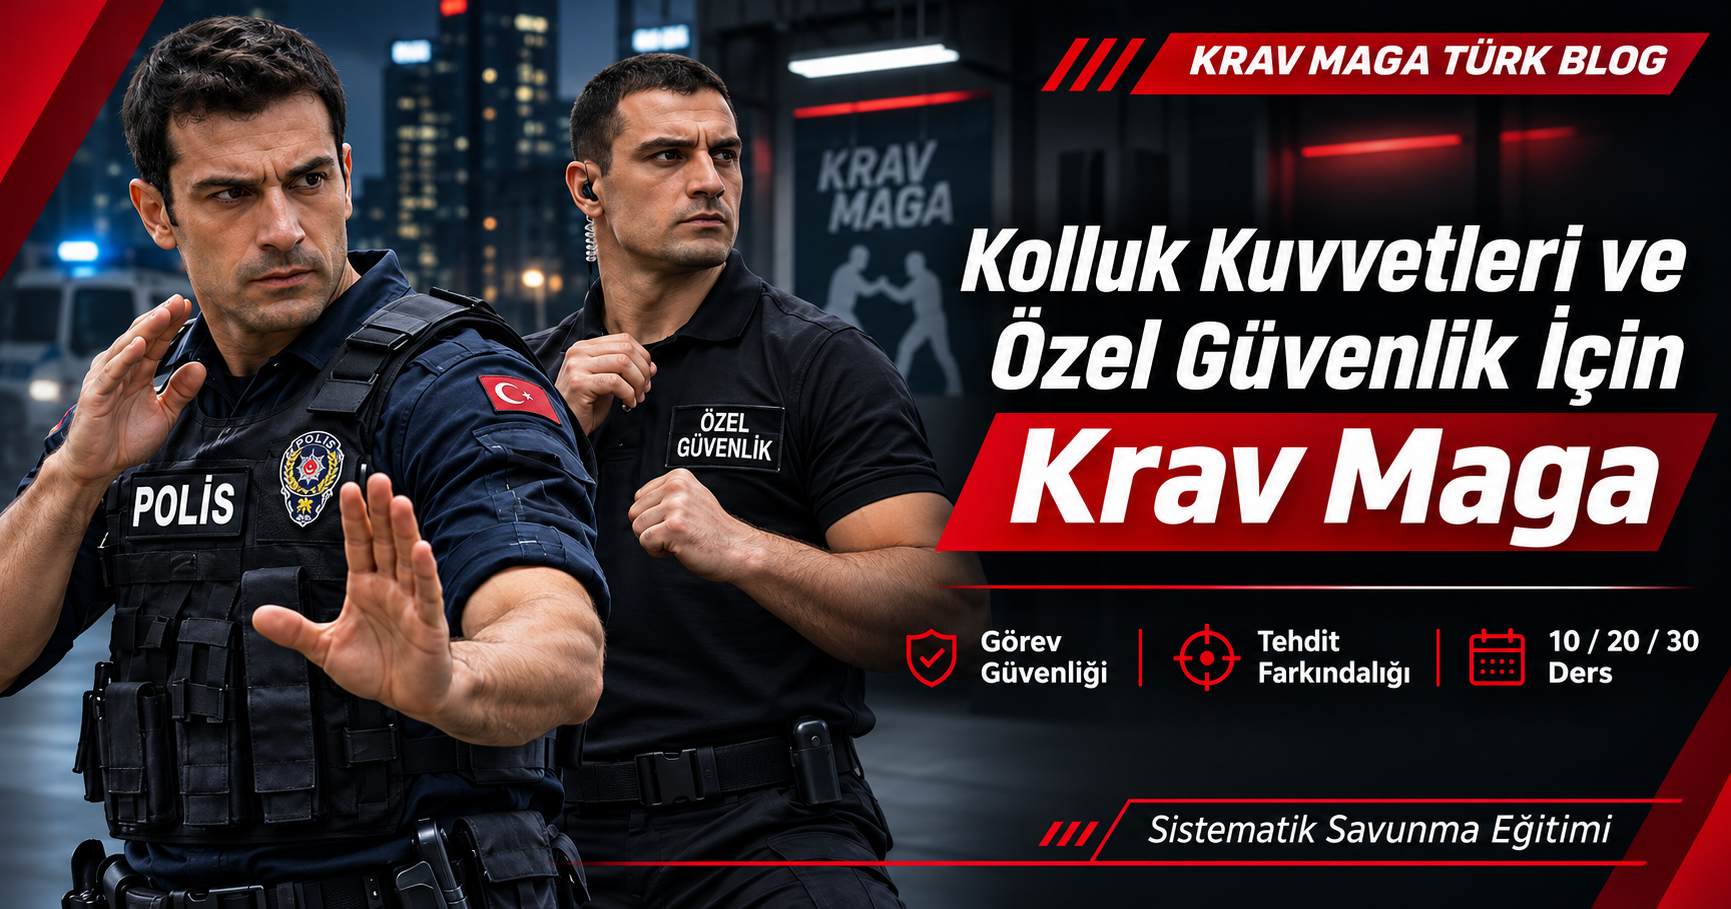 KRAV MAGA TÜRK BLOG
KRAV
MAGA
Kolluk Kuvvetleri ve
Özel Güvenlik İçin
Krav Maga
POLİS
POLİS
ÖZEL
GÜVENLİK
Görev
Güvenliği
Tehdit
Farkındalığı
10 / 20 / 30
Ders
Sistematik Savunma Eğitimi